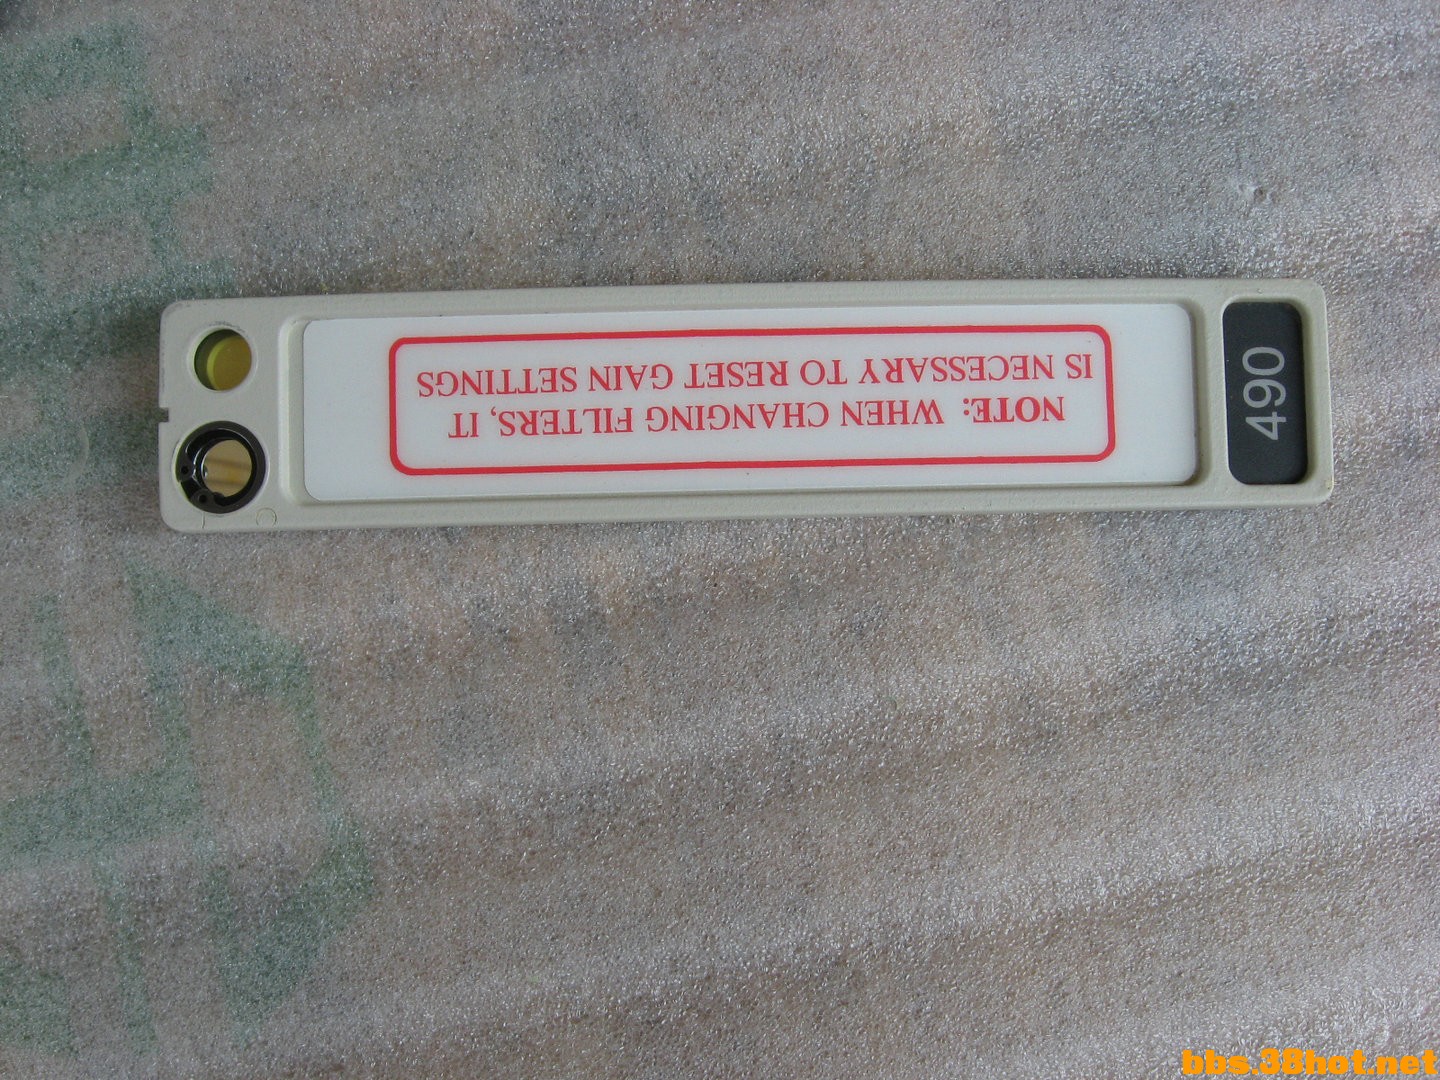 NOTE: WHEN CHANGING FILTERS, IT
IS NECESSARY TO RESET GAIN SETTINGS
490
bbs.38hot.net